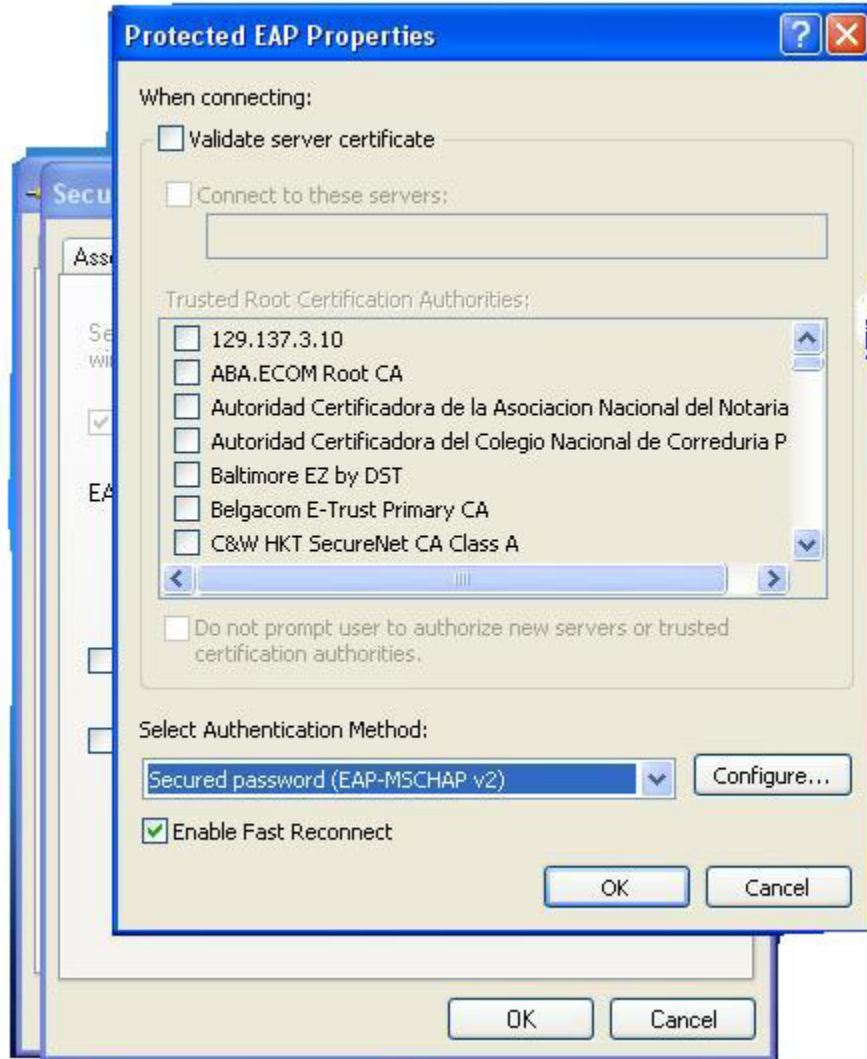 Protected EAP Properties
When connecting:
Validate server certificate
Secu
Connect to these servers:
Ass
Trusted Root Certification Authorities:
Se
129.137.3.10
ABA.ECOM Root CA
Autoridad Certificadora de la Asociacion Nacional del Notaria
Autoridad Certificadora del Colegio Nacional de Correduria P
EA
Baltimore EZ by DST
Belgacom E-Trust Primary CA
C&W HKT SecureNet CA Class A
Do not prompt user to authorize new servers or trusted
certification authorities.
Select Authentication Method:
Secured password (EAP-MSCHAP v2)
Configure...
Enable Fast Reconnect
OK
Cancel
OK
Cancel